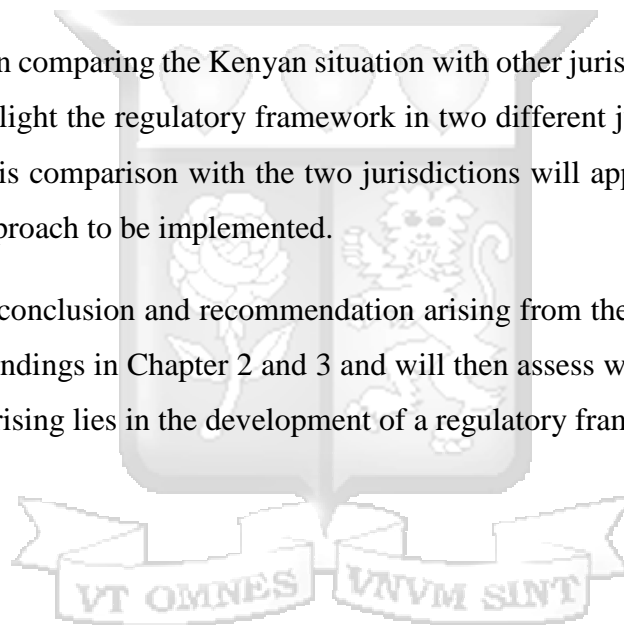 n comparing the Kenyan situation with other juris
light the regulatory framework in two different j
is comparison with the two jurisdictions will app
proach to be implemented.
conclusion and recommendation arising from the
ndings in Chapter 2 and 3 and will then assess w
rising lies in the development of a regulatory fram
VT OMNES VNVM SINT